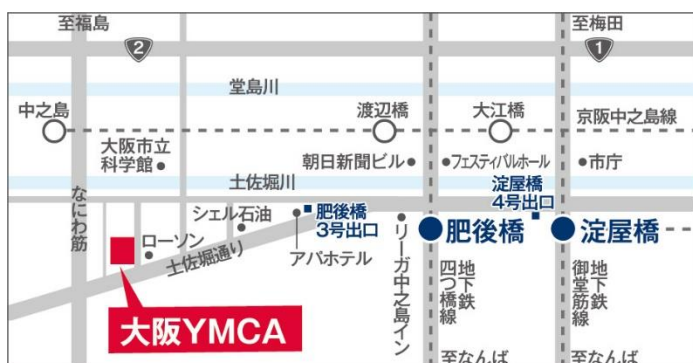 至福島
2
至梅田
1
堂島川
中之島
渡辺橋
大江橋
京阪中之島線
大阪市立
科学館
朝日新聞ビル
フェスティバルホール
市庁
土佐堀川
淀屋橋
4号出口
なにわ筋
シェル石油
肥後橋
3号出口
肥後橋
淀屋橋
ローソン
土佐堀通り
アパホテル
リーガ中之島イン
地下鉄
四つ橋線
地下鉄
御堂筋線
大阪YMCA
至なんば
至なんば